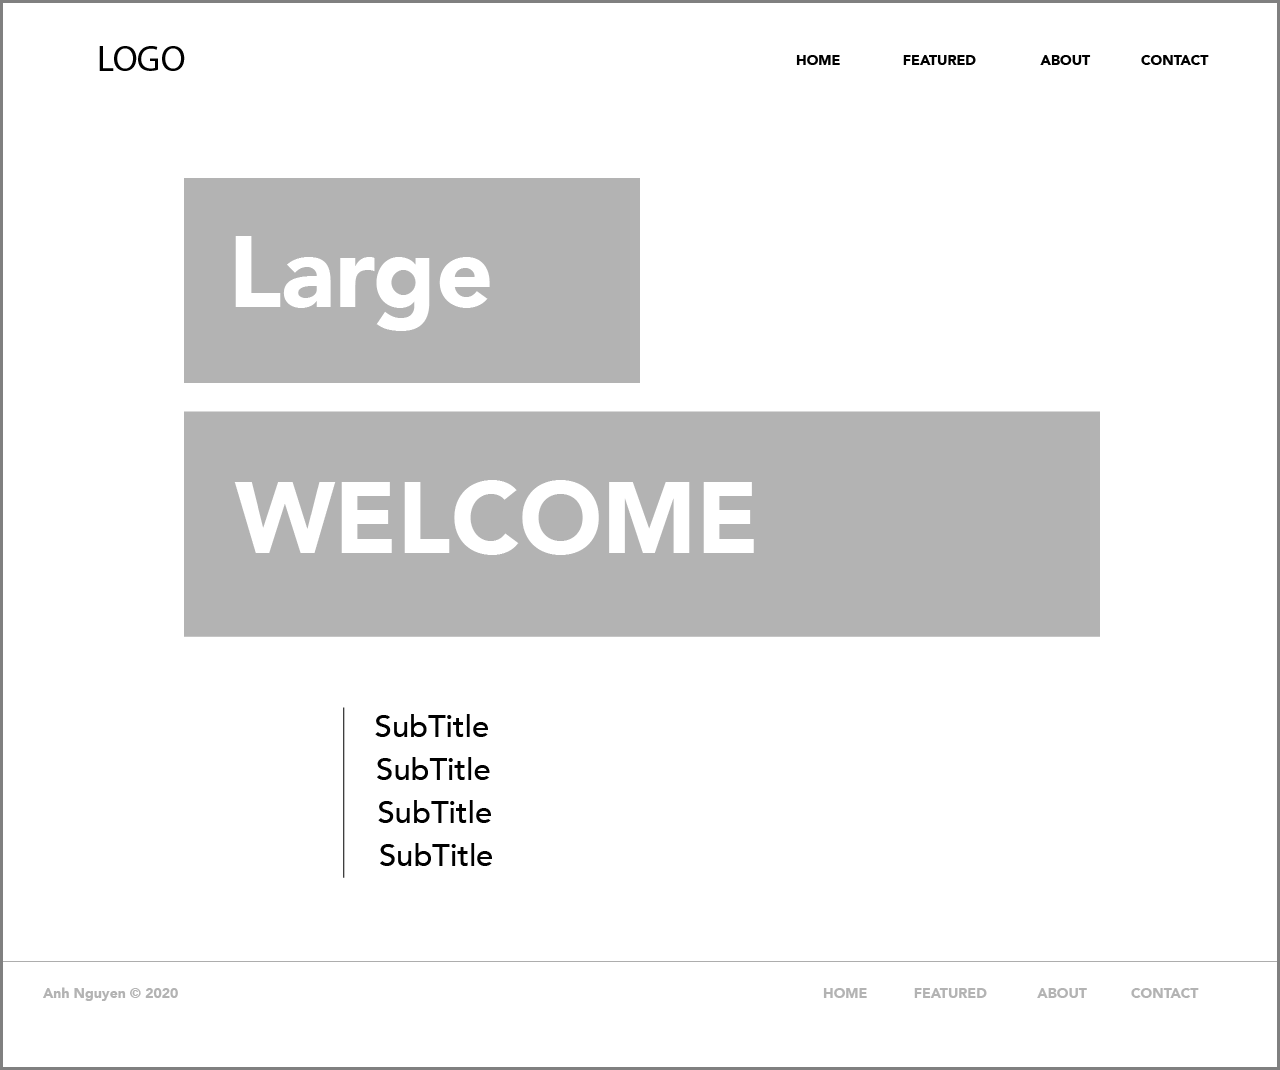 LOGO
HOME FEATURED ABOUT CONTACT
Large
WELCOME
SubTitle
SubTitle
SubTitle
SubTitle
Anh Nguyen © 2020
HOME FEATURED ABOUT CONTACT